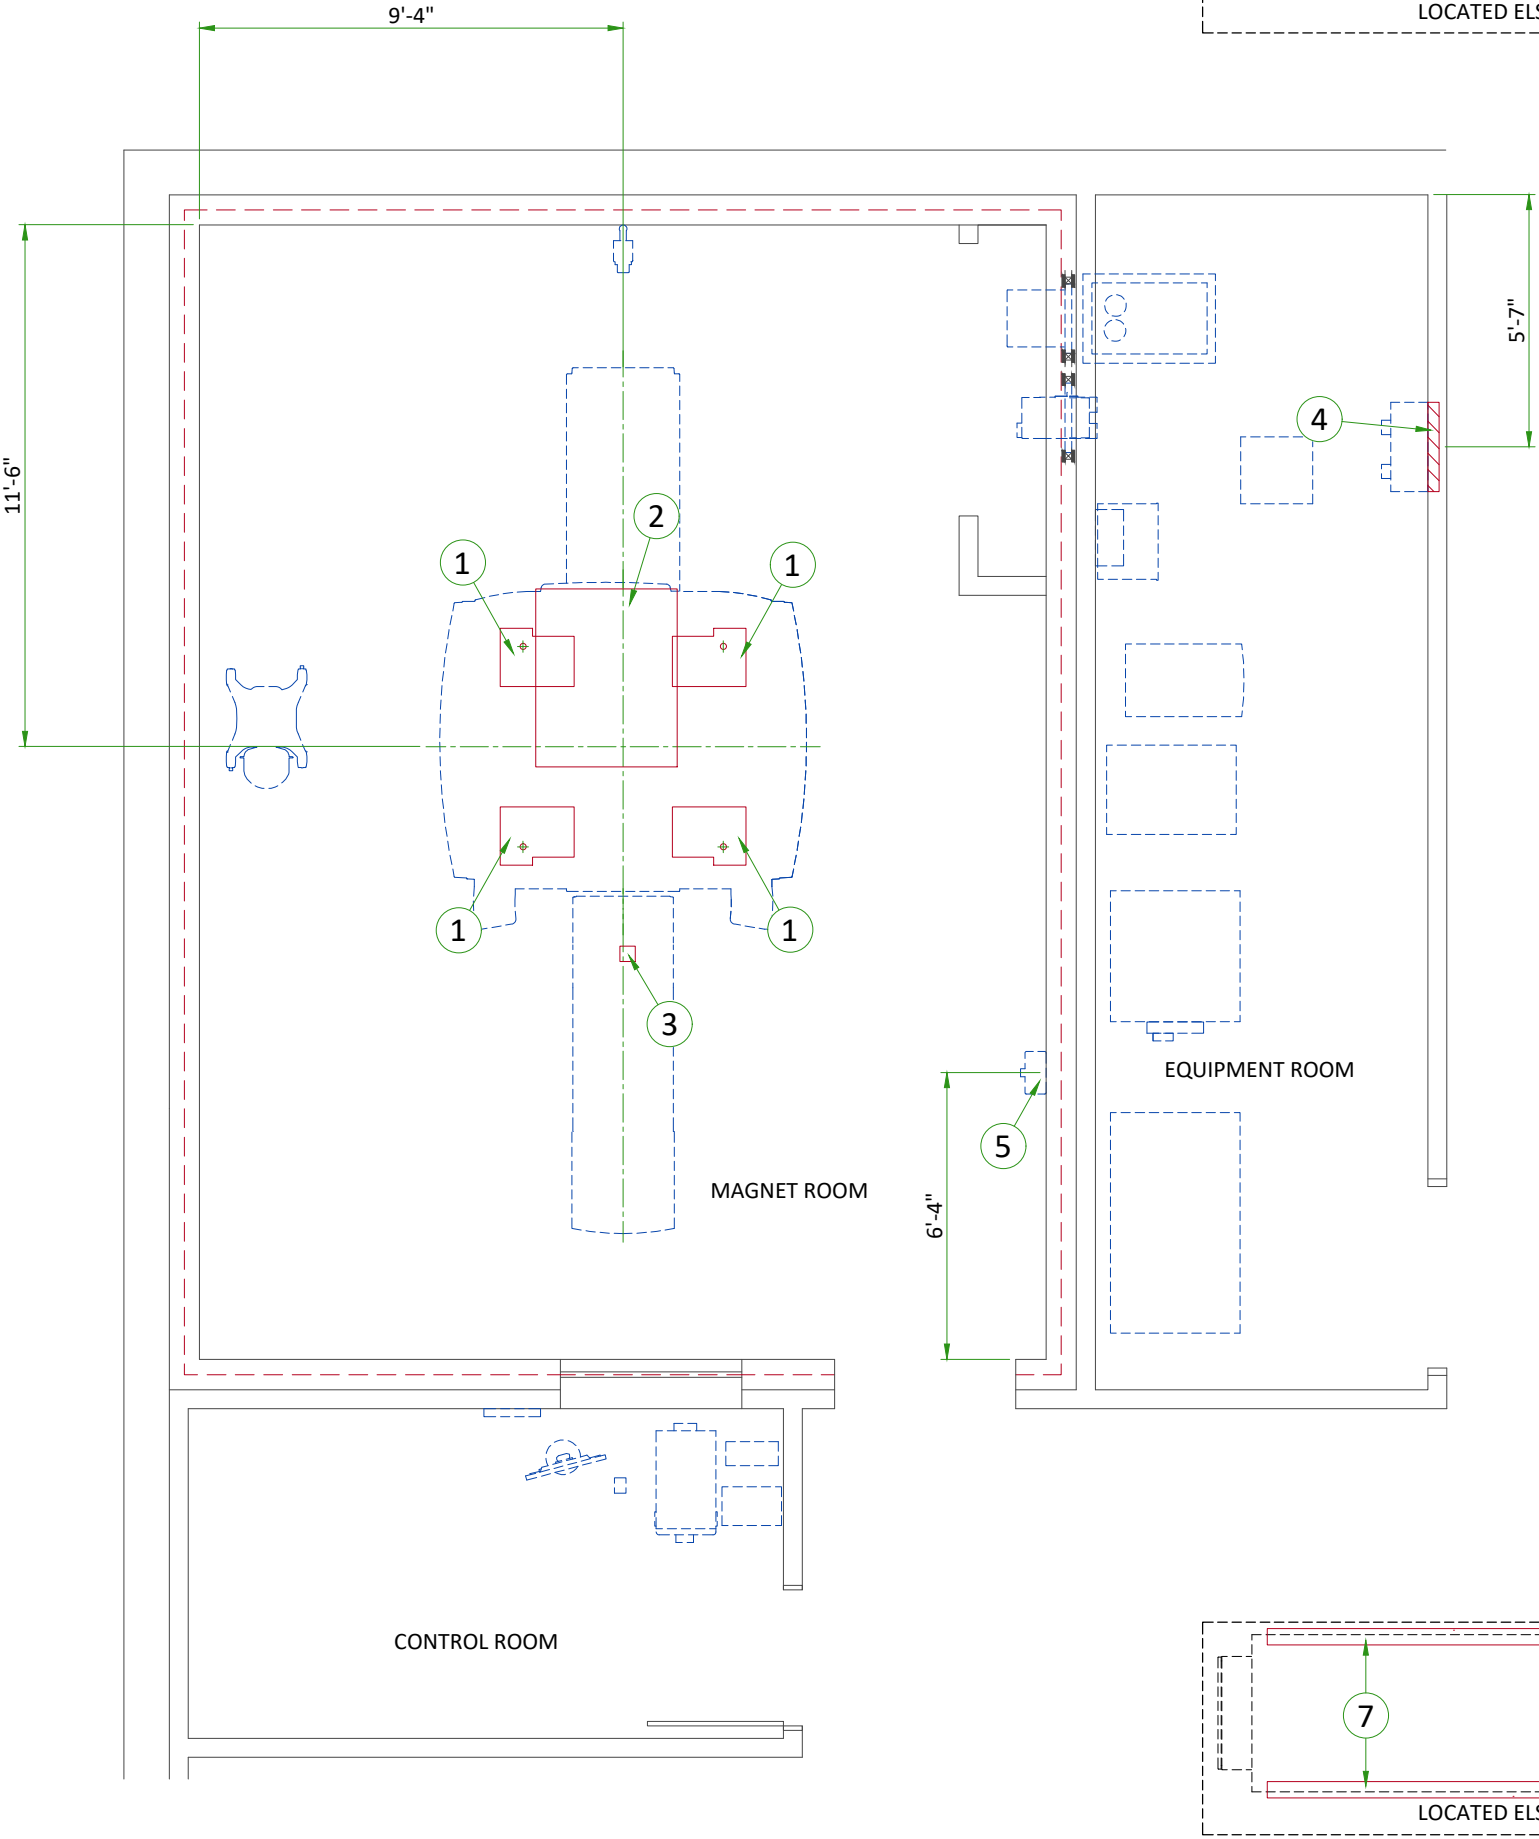 9'-4"
LOCATED ELS
5'-7"
4
11'-6"
2
1
1
1
1
3
EQUIPMENT ROOM
5
MAGNET ROOM
6'-4"
CONTROL ROOM
7
LOCATED ELS